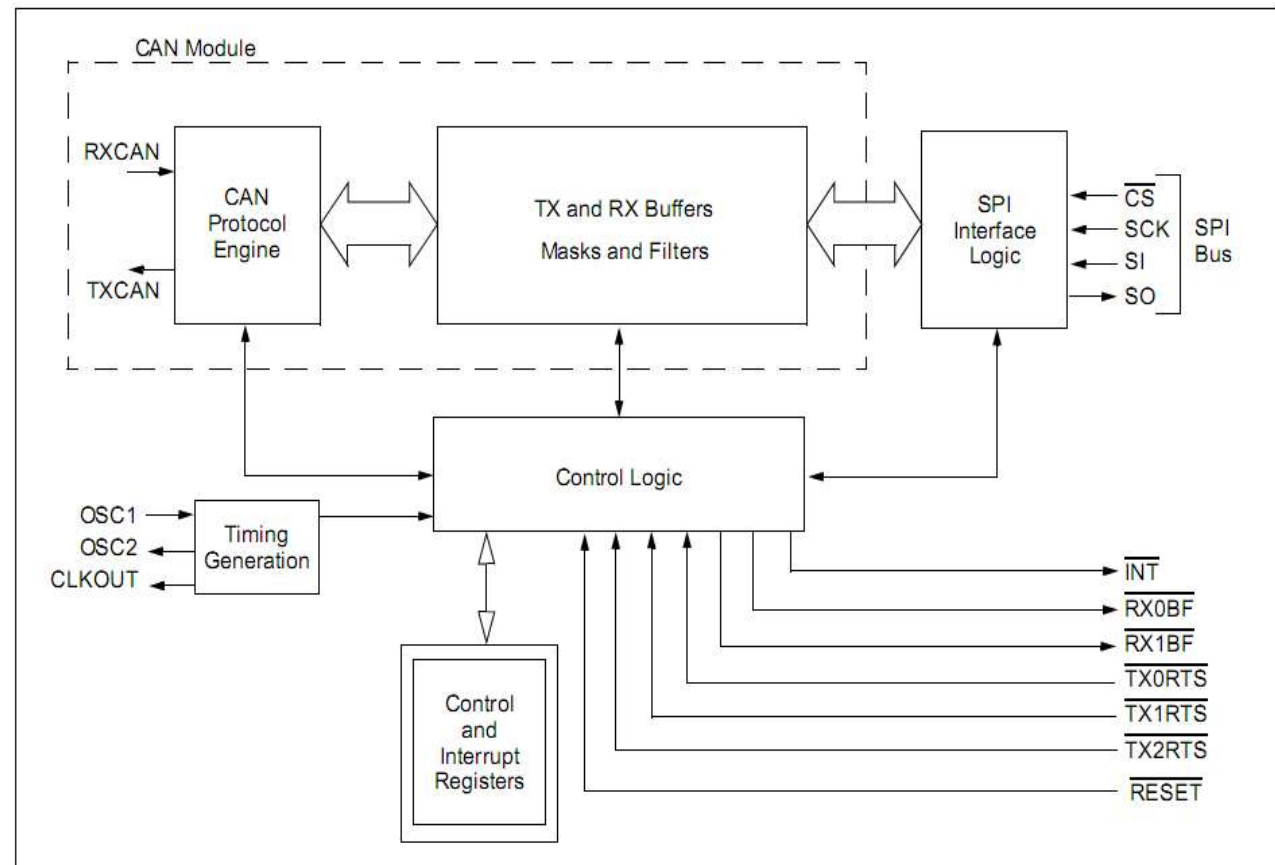 CAN Module
RXCAN
TXCAN
CAN
Protocol
Engine
TX and RX Buffers
Masks and Filters
SPI
Interface
Logic
CS
SCK
SI
SO
SPI
Bus
Control Logic
OSC1
OSC2
CLKOUT
Timing
Generation
Control
and
Interrupt
Registers
INT
RX0BF
RX1BF
TX0RTS
TX1RTS
TX2RTS
RESET